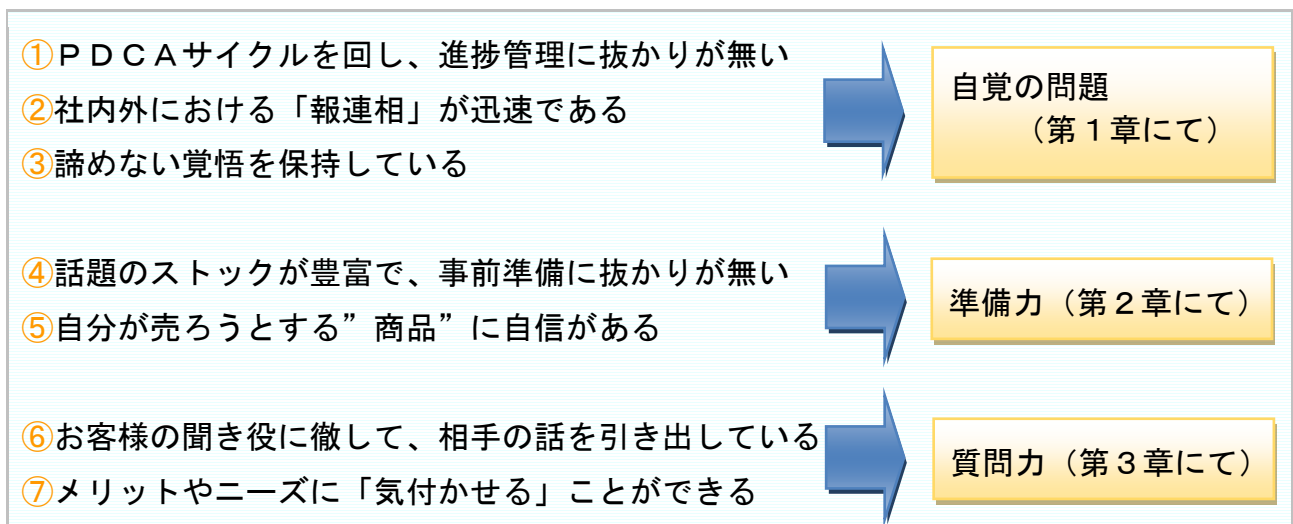 ①ＰＤＣＡサイクルを回し、進捗管理に抜かりが無い
②社内外における「報連相」が迅速である
③諦めない覚悟を保持している
自覚の問題
（第１章にて）
④話題のストックが豊富で、事前準備に抜かりが無い
⑤自分が売ろうとする”商品”に自信がある
準備力（第２章にて）
⑥お客様の聞き役に徹して、相手の話を引き出している
⑦メリットやニーズに「気付かせる」ことができる
質問力（第３章にて）